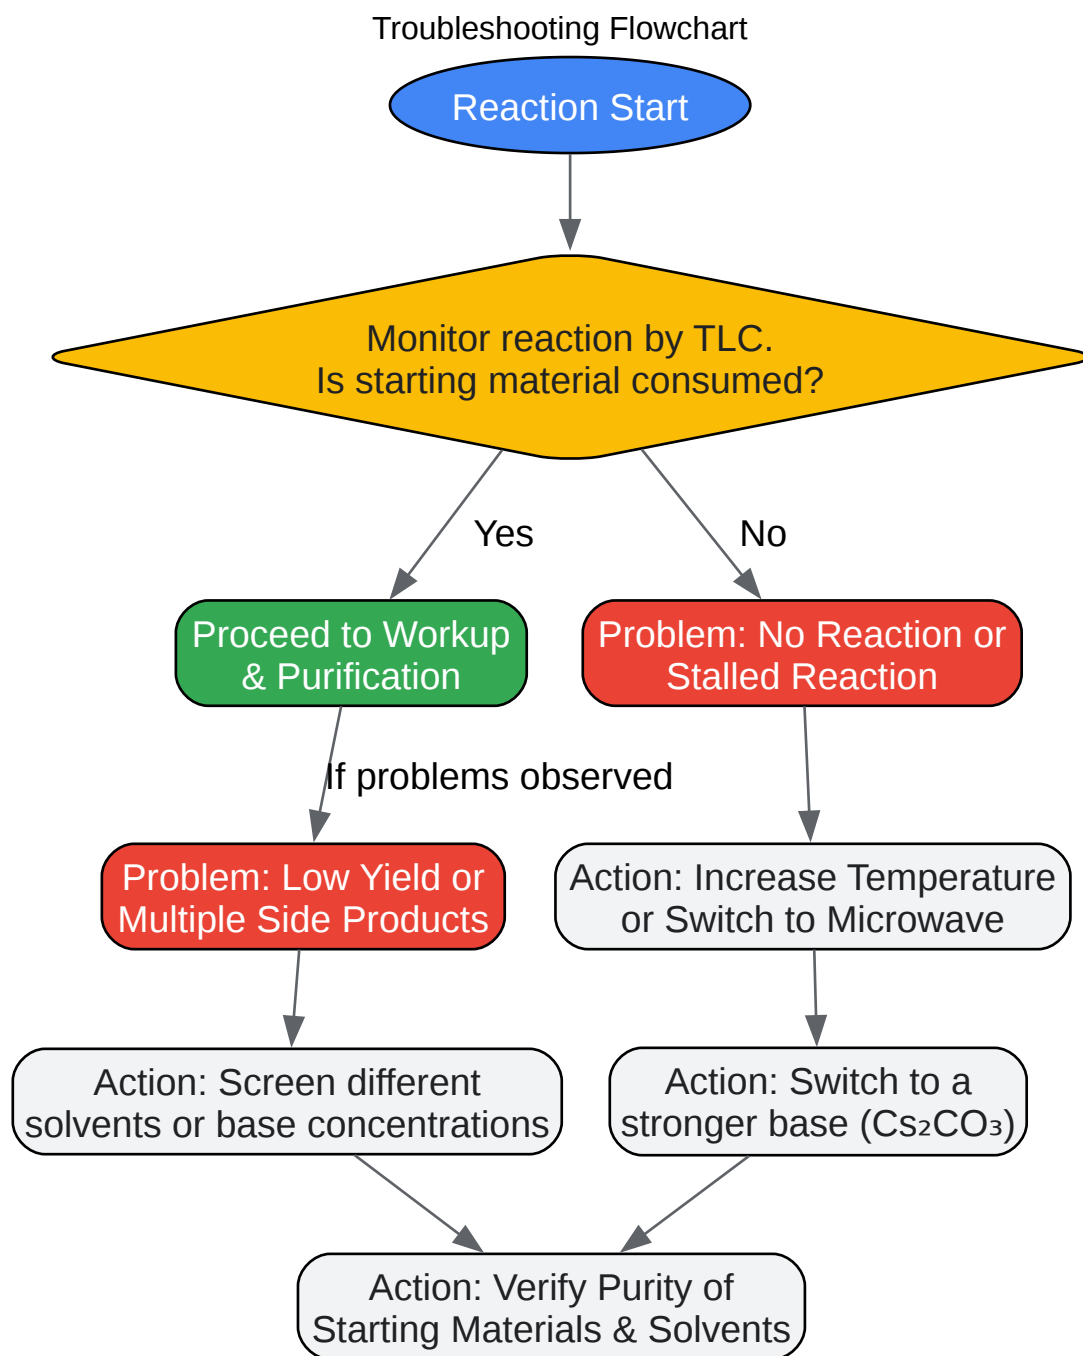 Troubleshooting Flowchart
Reaction Start
Monitor reaction by TLC.
Is starting material consumed?
Yes
No
Proceed to Workup
& Purification
Problem: No Reaction or
Stalled Reaction
If problems observed
Problem: Low Yield or
Multiple Side Products
Action: Increase Temperature
or Switch to Microwave
Action: Screen different
solvents or base concentrations
Action: Switch to a
stronger base (Cs₂CO₃)
Action: Verify Purity of
Starting Materials & Solvents